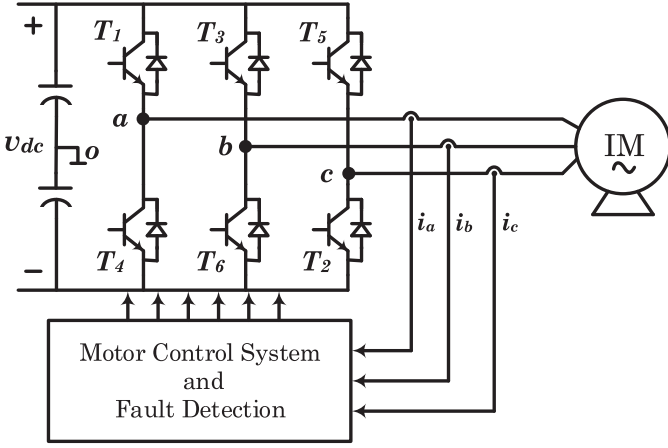 +
T1
T3
T5
a
vdc
o
b
c
IM
~
T4
T6
T2
ia
ib
ic
−
Motor Control System
and
Fault Detection